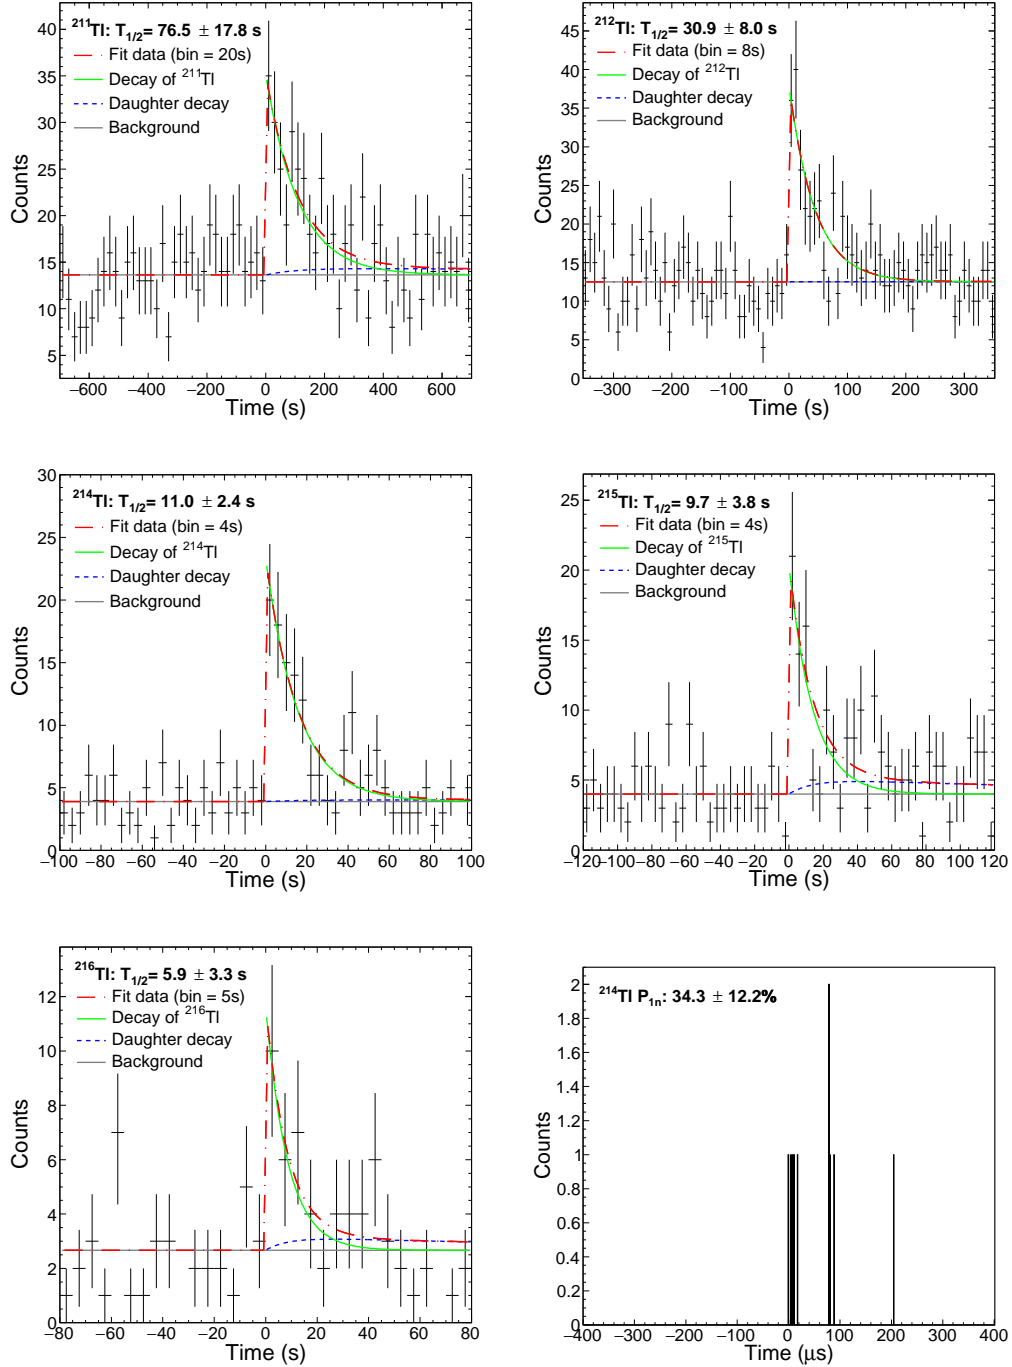 ²¹¹Tl: T₁/₂= 76.5 ± 17.8 s
Fit data (bin = 20s)
Decay of ²¹¹Tl
Daughter decay
Background
Counts
40
35
30
25
20
15
10
5
−600 −400 −200 0 200 400 600
Time (s)
²¹²Tl: T₁/₂= 30.9 ± 8.0 s
Fit data (bin = 8s)
Decay of ²¹²Tl
Daughter decay
Background
Counts
45
40
35
30
25
20
15
10
5
0
−300 −200 −100 0 100 200 300
Time (s)
²¹⁴Tl: T₁/₂= 11.0 ± 2.4 s
Fit data (bin = 4s)
Decay of ²¹⁴Tl
Daughter decay
Background
Counts
30
25
20
15
10
5
0
−100 −80 −60 −40 −20 0 20 40 60 80 100
Time (s)
²¹⁵Tl: T₁/₂= 9.7 ± 3.8 s
Fit data (bin = 4s)
Decay of ²¹⁵Tl
Daughter decay
Background
Counts
25
20
15
10
5
0
−120 −100 −80 −60 −40 −20 0 20 40 60 80 100 120
Time (s)
²¹⁶Tl: T₁/₂= 5.9 ± 3.3 s
Fit data (bin = 5s)
Decay of ²¹⁶Tl
Daughter decay
Background
Counts
12
10
8
6
4
2
0
−80 −60 −40 −20 0 20 40 60 80
Time (s)
²¹⁴Tl P₁ₙ: 34.3 ± 12.2%
Counts
2
1.8
1.6
1.4
1.2
1
0.8
0.6
0.4
0.2
0
−400 −300 −200 −100 0 100 200 300 400
Time (μs)